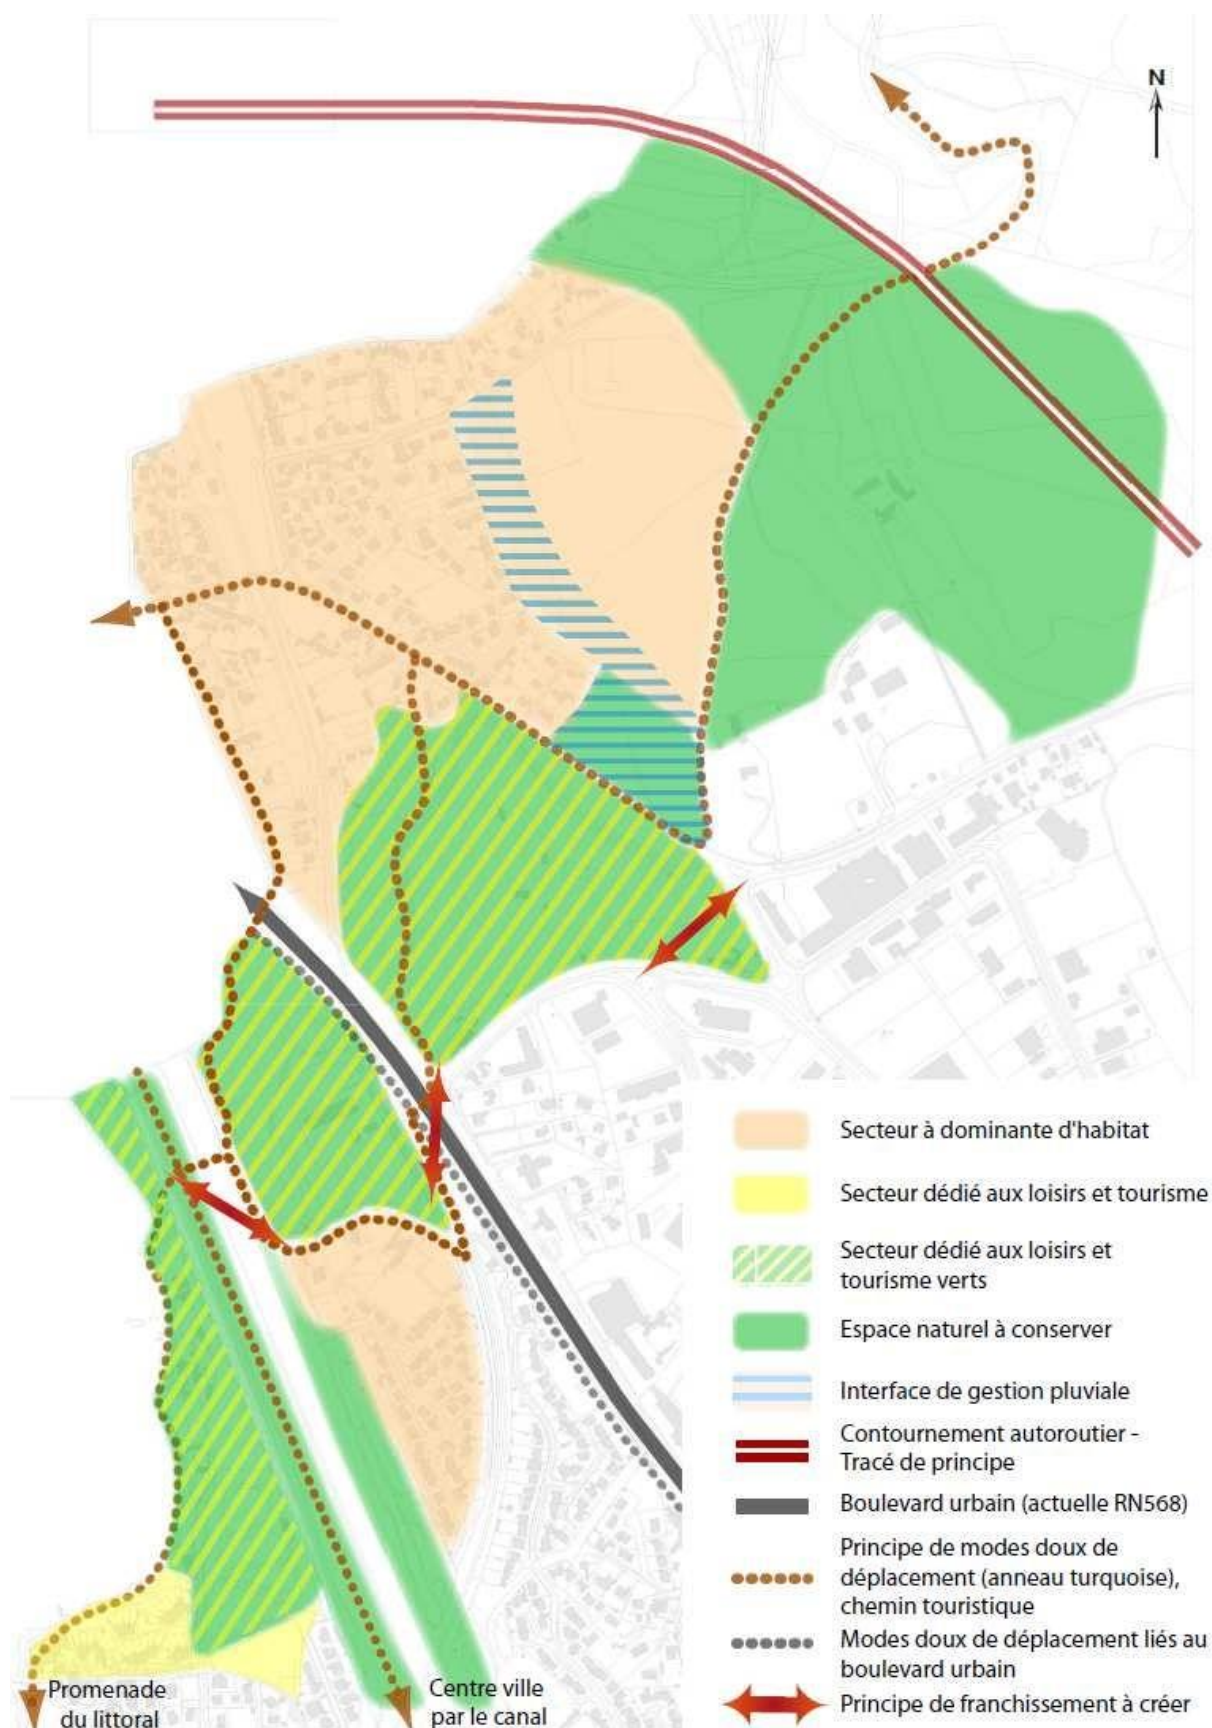 N
Secteur à dominante d'habitat
Secteur dédié aux loisirs et tourisme
Secteur dédié aux loisirs et
tourisme verts
Espace naturel à conserver
Interface de gestion pluviale
Contournement autoroutier -
Tracé de principe
Boulevard urbain (actuelle RN568)
Principe de modes doux de
déplacement (anneau turquoise),
chemin touristique
Modes doux de déplacement liés au
boulevard urbain
Principe de franchissement à créer
Promenade
du littoral
Centre ville
par le canal